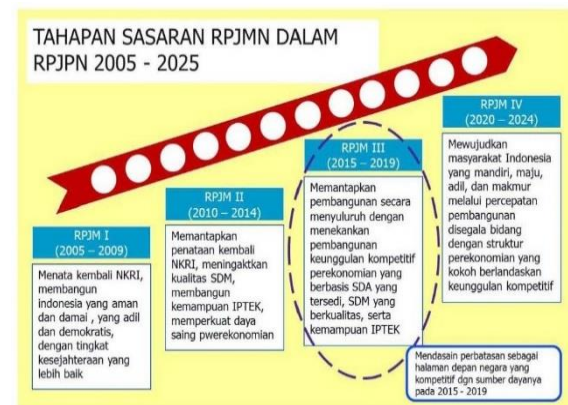 TAHAPAN SASARAN RPJMN DALAM
RPJPN 2005 - 2025
RPJM I
(2005 – 2009)
Menata kembali NKRI,
membangun
indonesia yang aman
dan damai , yang adil
dan demokratis,
dengan tingkat
kesejahteraan yang
lebih baik
RPJM II
(2010 – 2014)
Memantapkan
penataan kembali
NKRI, meningaktkan
kualitas SDM,
membangun
kemampuan IPTEK,
memperkuat daya
saing pwerekonomian
RPJM III
(2015 – 2019)
Memantapkan
pembangunan secara
menyuluruh dengan
menekankan
pembangunan
keunggulan kompetitif
perekonomian yang
berbasis SDA yang
tersedi, SDM yang
berkualitas, serta
kemampuan IPTEK
RPJM IV
(2020 – 2024)
Mewujudkan
masyarakat Indonesia
yang mandiri, maju,
adil, dan makmur
melalui percepatan
pembangunan
disegala bidang
dengan struktur
perekonomian yang
kokoh berlandaskan
keunggulan kompetitif
Mendasain perbatasan sebagai
halaman depan negara yang
kompetitif dgn sumber dayanya
pada 2015 - 2019